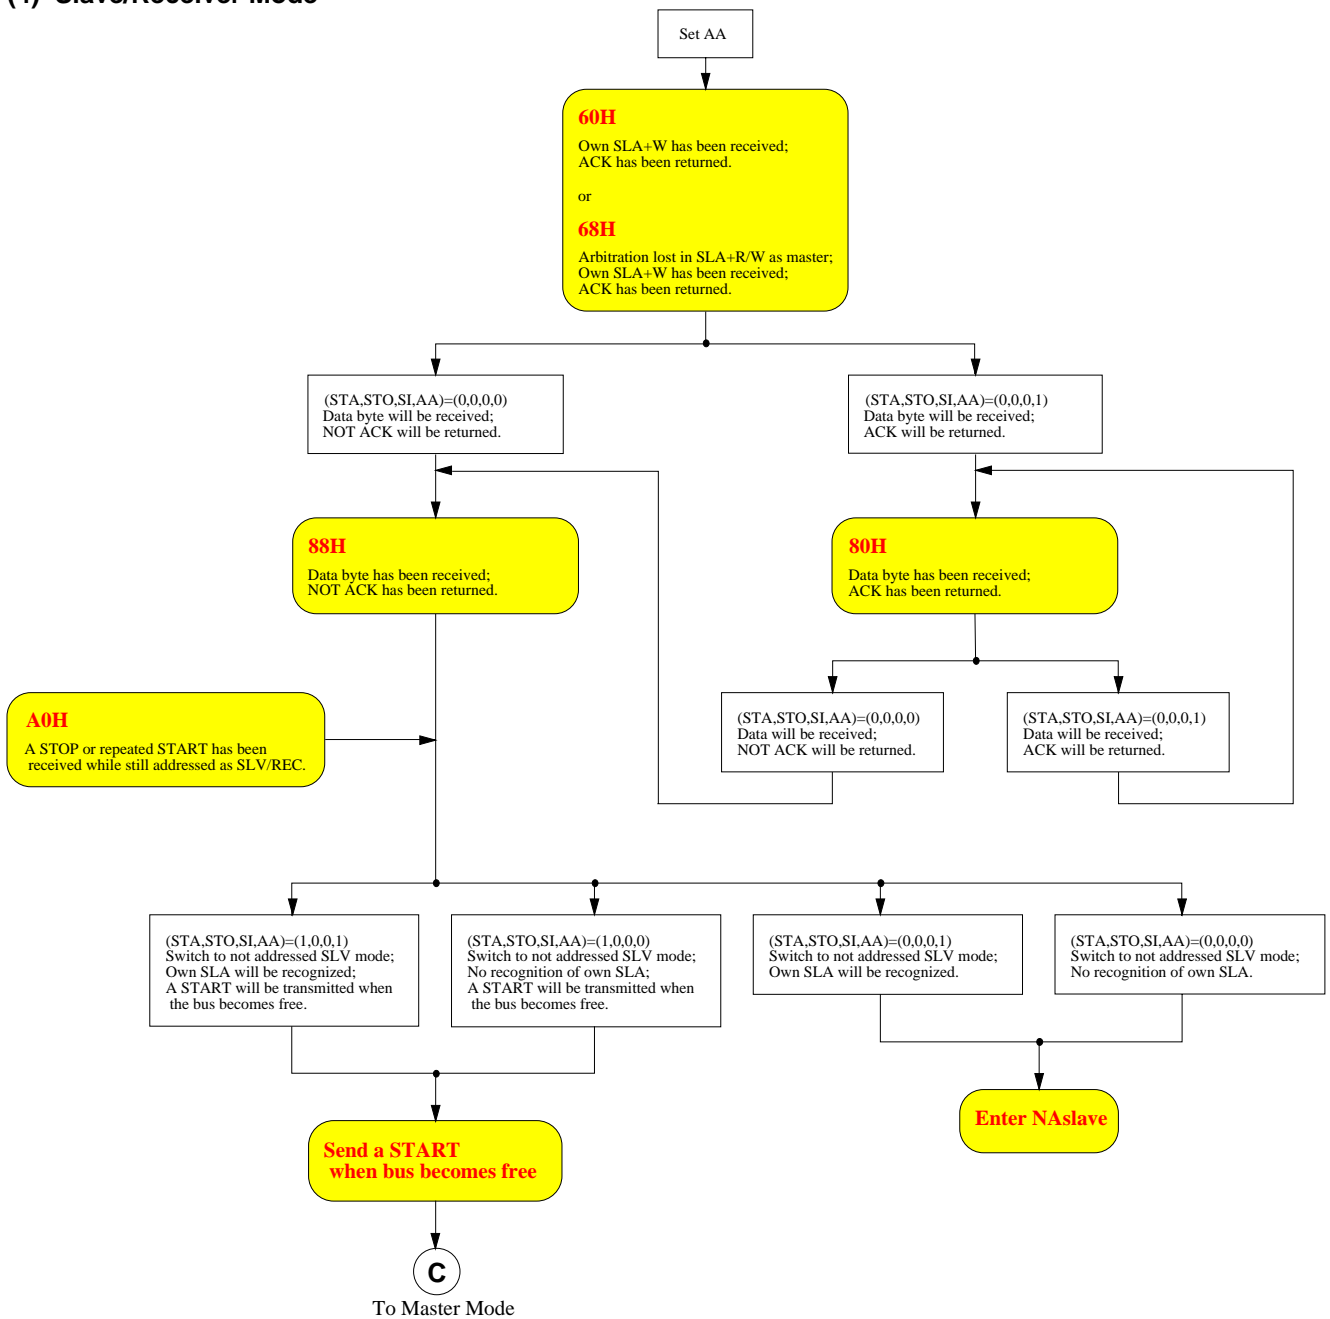 (4) Slave/Receiver Mode
Set AA
60H
Own SLA+W has been received;
ACK has been returned.
or
68H
Arbitration lost in SLA+R/W as master;
Own SLA+W has been received;
ACK has been returned.
(STA,STO,SI,AA)=(0,0,0,0)
Data byte will be received;
NOT ACK will be returned.
(STA,STO,SI,AA)=(0,0,0,1)
Data byte will be received;
ACK will be returned.
88H
Data byte has been received;
NOT ACK has been returned.
80H
Data byte has been received;
ACK has been returned.
(STA,STO,SI,AA)=(0,0,0,0)
Data will be received;
NOT ACK will be returned.
(STA,STO,SI,AA)=(0,0,0,1)
Data will be received;
ACK will be returned.
A0H
A STOP or repeated START has been
received while still addressed as SLV/REC.
(STA,STO,SI,AA)=(1,0,0,1)
Switch to not addressed SLV mode;
Own SLA will be recognized;
A START will be transmitted when
the bus becomes free.
(STA,STO,SI,AA)=(1,0,0,0)
Switch to not addressed SLV mode;
No recognition of own SLA;
A START will be transmitted when
the bus becomes free.
(STA,STO,SI,AA)=(0,0,0,1)
Switch to not addressed SLV mode;
Own SLA will be recognized.
(STA,STO,SI,AA)=(0,0,0,0)
Switch to not addressed SLV mode;
No recognition of own SLA.
Enter NAslave
Send a START
when bus becomes free
C
To Master Mode